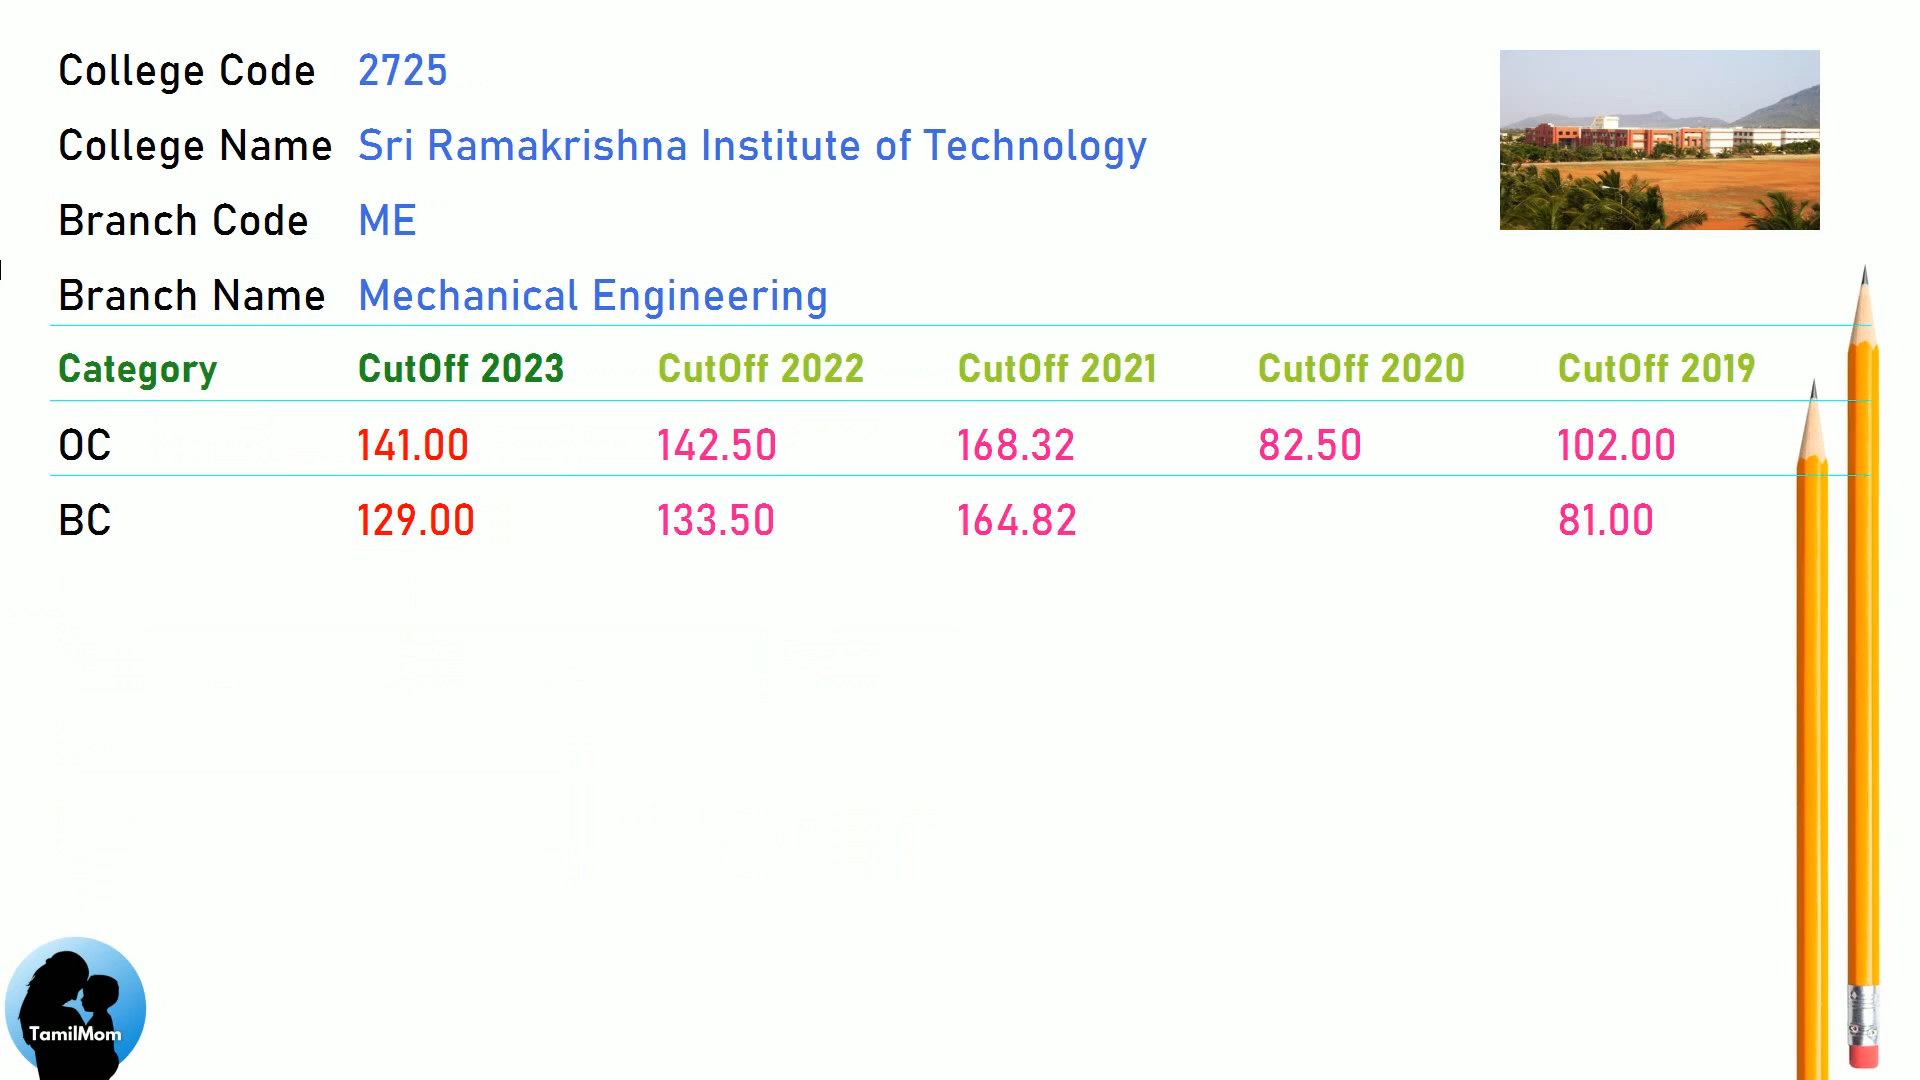 College Code 2725
College Name Sri Ramakrishna Institute of Technology
Branch Code ME
Branch Name Mechanical Engineering
Category CutOff 2023 CutOff 2022 CutOff 2021 CutOff 2020 CutOff 2019
OC 141.00 142.50 168.32 82.50 102.00
BC 129.00 133.50 164.82 81.00
TamilMom